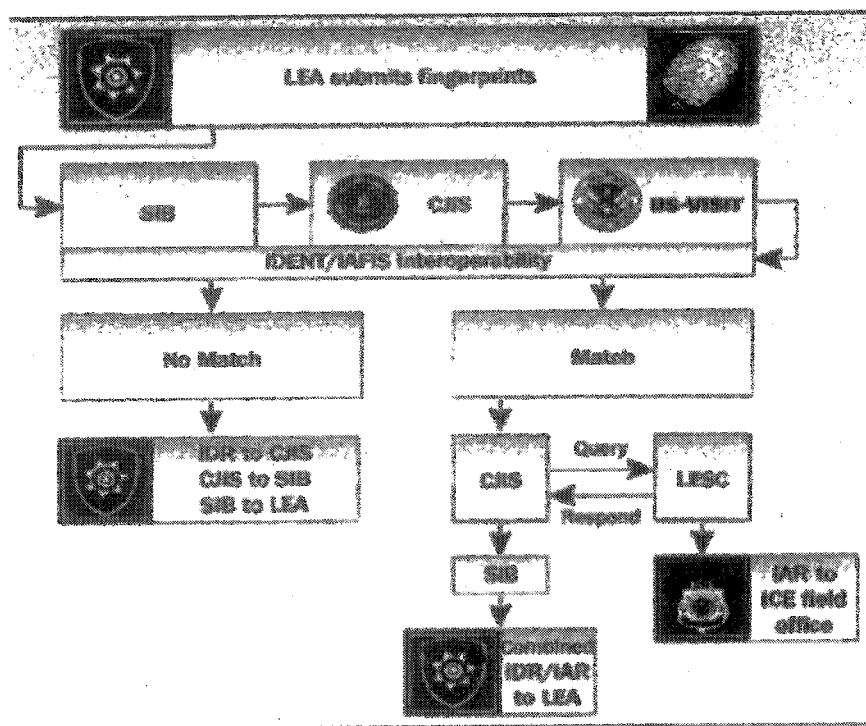 LEA submits fingerprints
SIB
CJIS
US-VISIT
IDENT/IAFIS Interoperability
No Match
Match
IDR to CJIS
CJIS to SIB
SIB to LEA
CJIS
Query
Respond
LESC
SIB
IAR to
ICE field
office
Combined
IDR/IAR
to LEA